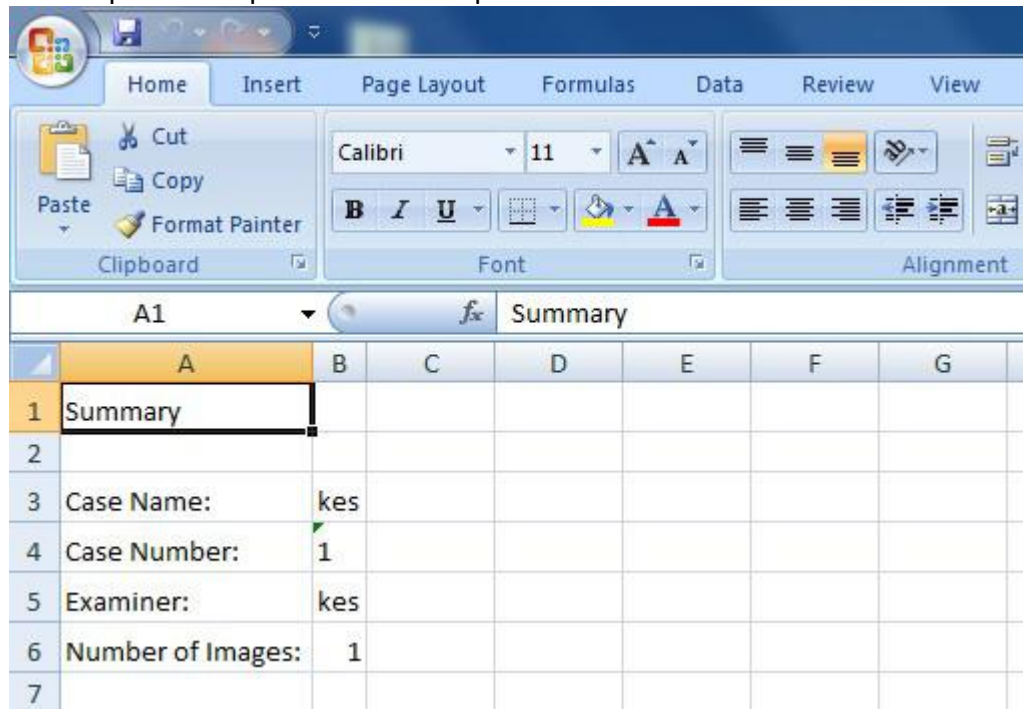 Home Insert Page Layout Formulas Data Review View
Cut
Copy
Paste
Format Painter
Clipboard
Calibri 11 A A
B I U A
Font
a
Alignment
A1 fx Summary
A B C D E F G
1 Summary
2
3 Case Name: kes
4 Case Number: 1
5 Examiner: kes
6 Number of Images: 1
7